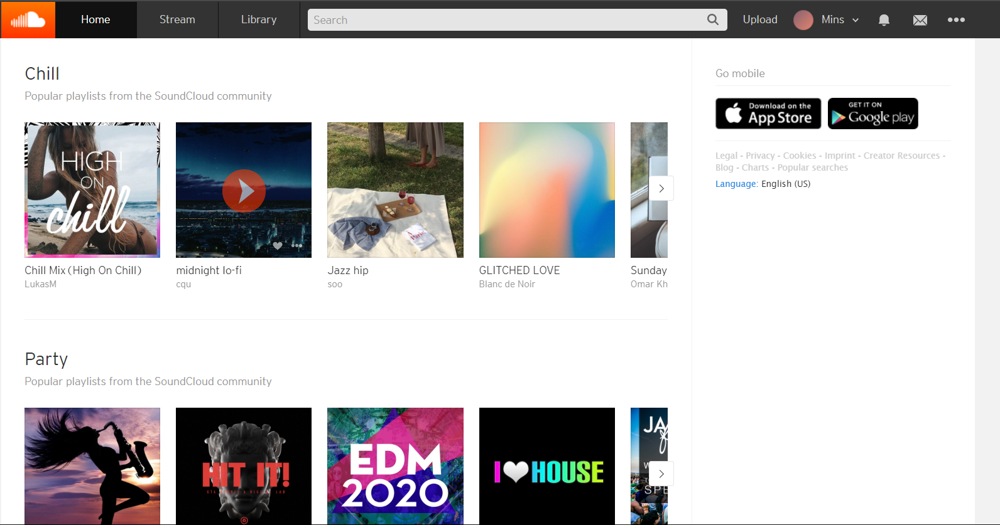 Home
Stream
Library
Search
Upload
Mins
Chill
Popular playlists from the SoundCloud community
HIGH
ON
chill
A
Paris
Chill Mix (High On Chill)
LukasM
midnight lo-fi
cqu
Jazz hip
soo
GLITCHED LOVE
Blanc de Noir
Sunday
Omar Kh
Party
Popular playlists from the SoundCloud community
HIT IT!
EDM
2020
I HOUSE
JA
W
SPE
Go mobile
Download on the
App Store
GET IT ON
Google play
Legal - Privacy - Cookies - Imprint - Creator Resources -
Blog - Charts - Popular searches
Language: English (US)